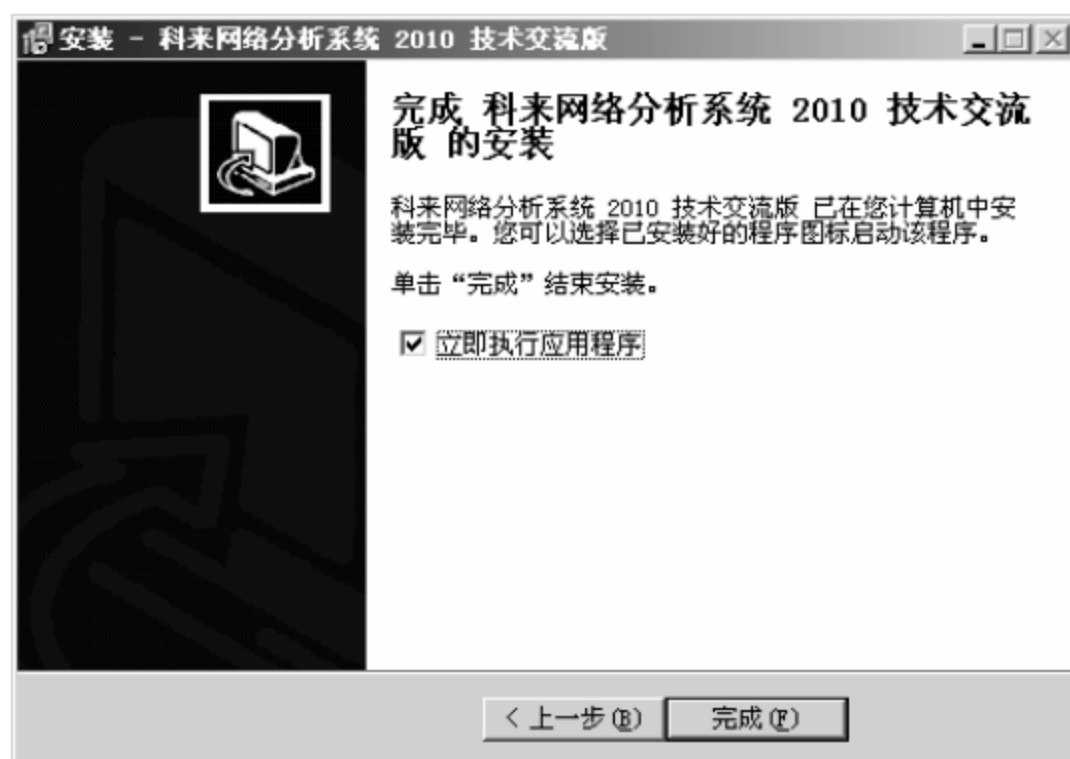 安装 - 科来网络分析系统 2010 技术交流版
完成 科来网络分析系统 2010 技术交流
版 的安装
科来网络分析系统 2010 技术交流版 已在您计算机中安
装完毕。您可以选择已安装好的程序图标启动该程序。
单击“完成”结束安装。
立即执行应用程序
< 上一步(B) 完成(F)